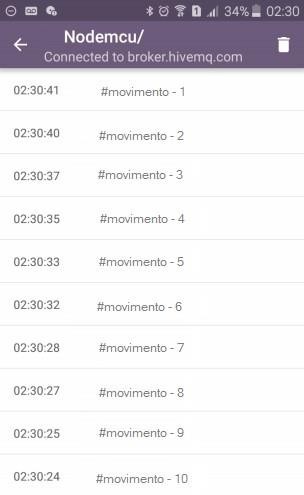 34% 02:30
Nodemcu/
Connected to broker.hivemq.com
02:30:41 #movimento - 1
02:30:40 #movimento - 2
02:30:37 #movimento - 3
02:30:35 #movimento - 4
02:30:33 #movimento - 5
02:30:32 #movimento - 6
02:30:28 #movimento - 7
02:30:27 #movimento - 8
02:30:25 #movimento - 9
02:30:24 #movimento - 10